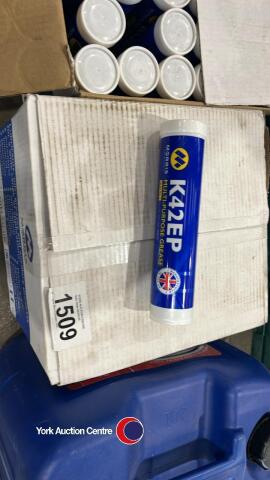 MORRIS
K42EP
MULTI-PURPOSE GREASE
1509
York Auction Centre